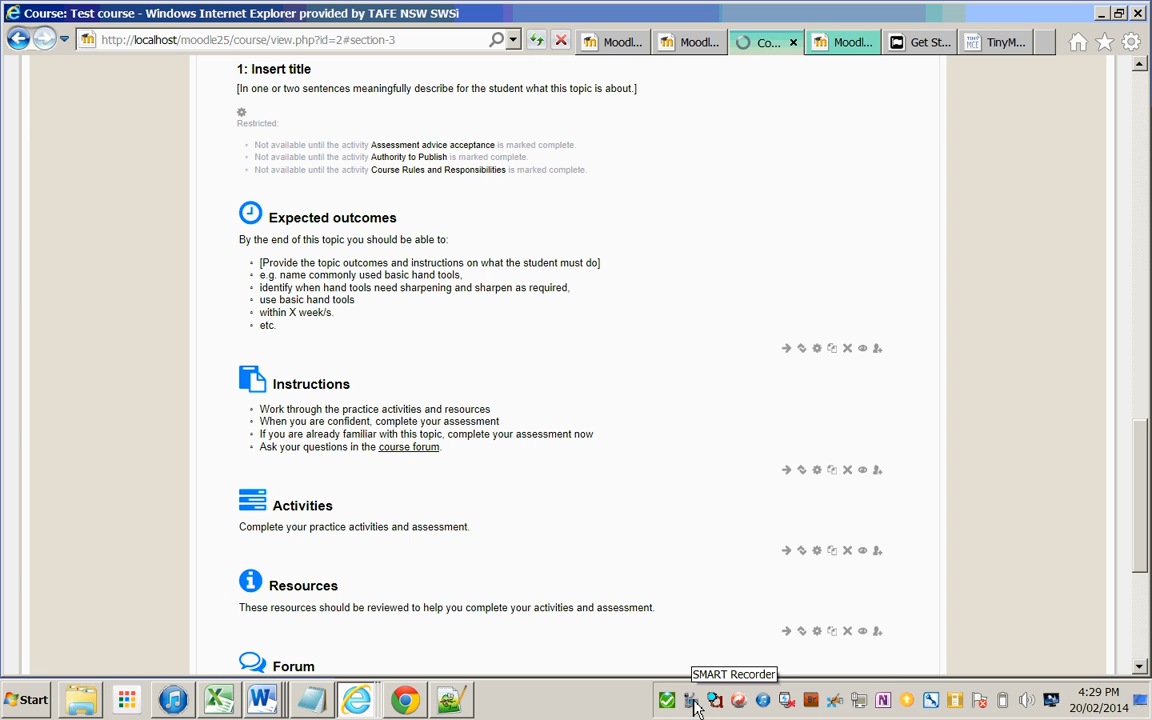 Course: Test course - Windows Internet Explorer provided by TAFE NSW SWSi
http://localhost/moodle25/course/view.php?id=2#section-3
Moodl...
Moodl...
Co...
Moodl...
Get St...
TinyM...
1: Insert title
[In one or two sentences meaningfully describe for the student what this topic is about.]
Restricted:
Not available until the activity Assessment advice acceptance is marked complete.
Not available until the activity Authority to Publish is marked complete.
Not available until the activity Course Rules and Responsibilities is marked complete.
Expected outcomes
By the end of this topic you should be able to:
[Provide the topic outcomes and instructions on what the student must do]
e.g. name commonly used basic hand tools,
identify when hand tools need sharpening and sharpen as required,
use basic hand tools
within X week/s.
etc.
Instructions
Work through the practice activities and resources
When you are confident, complete your assessment
If you are already familiar with this topic, complete your assessment now
Ask your questions in the course forum.
Activities
Complete your practice activities and assessment.
Resources
These resources should be reviewed to help you complete your activities and assessment.
Forum
SMART Recorder
Start
4:29 PM
20/02/2014